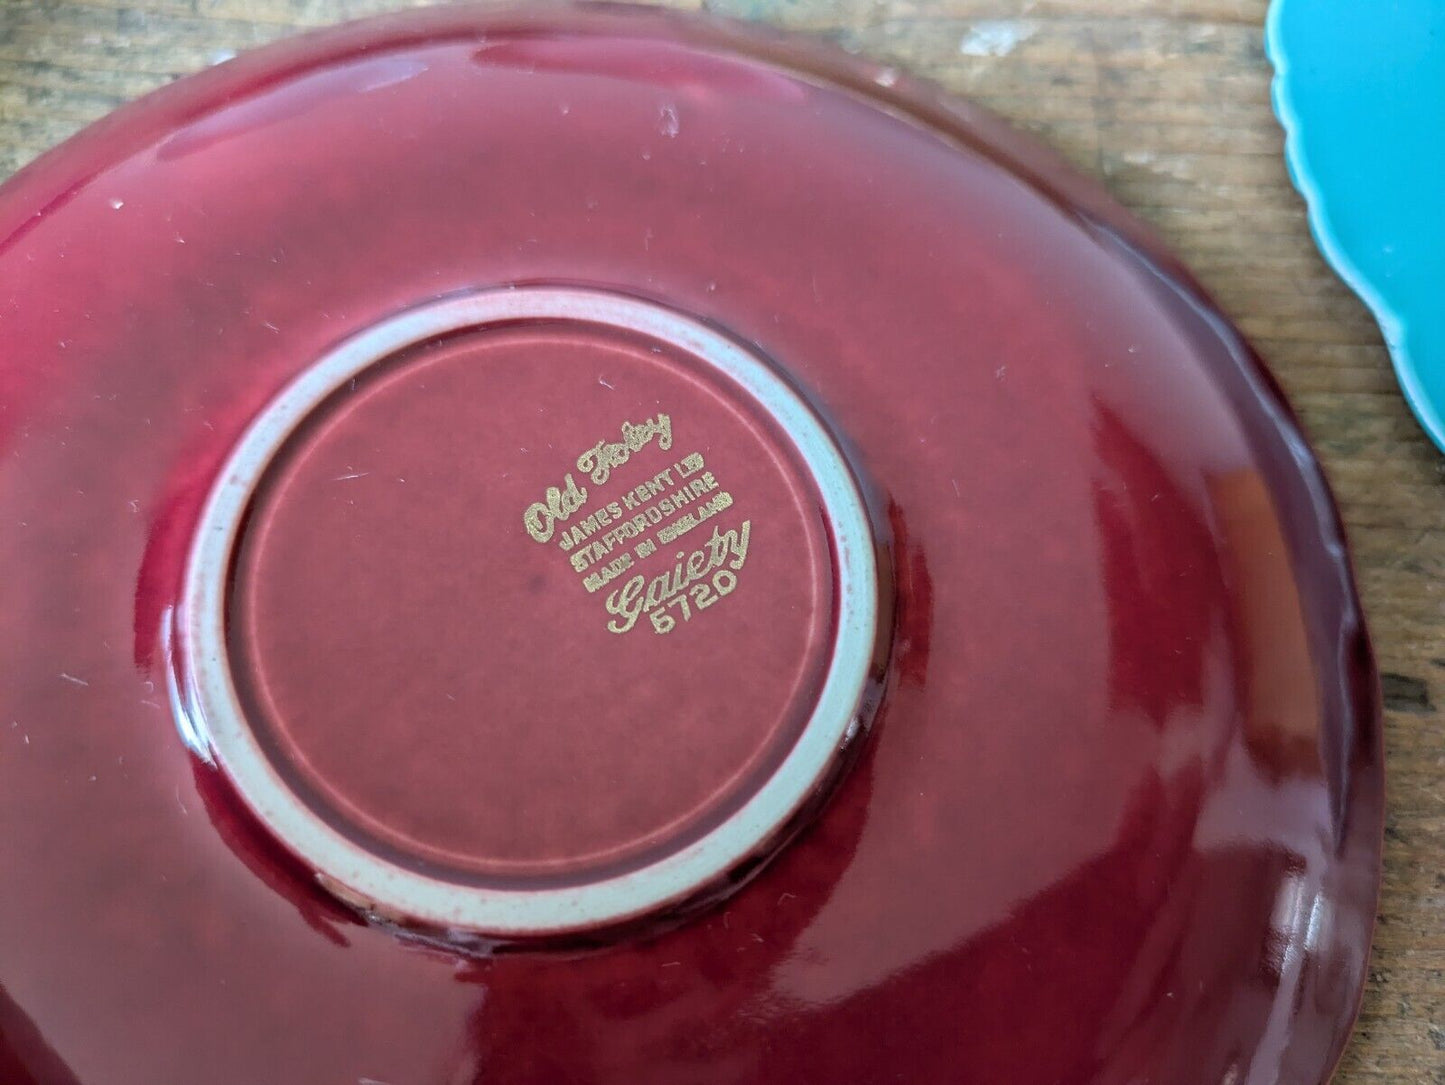 Old Foley
JAMES KENT LTD
STAFFORDSHIRE
MADE IN ENGLAND
Gaiety
5720